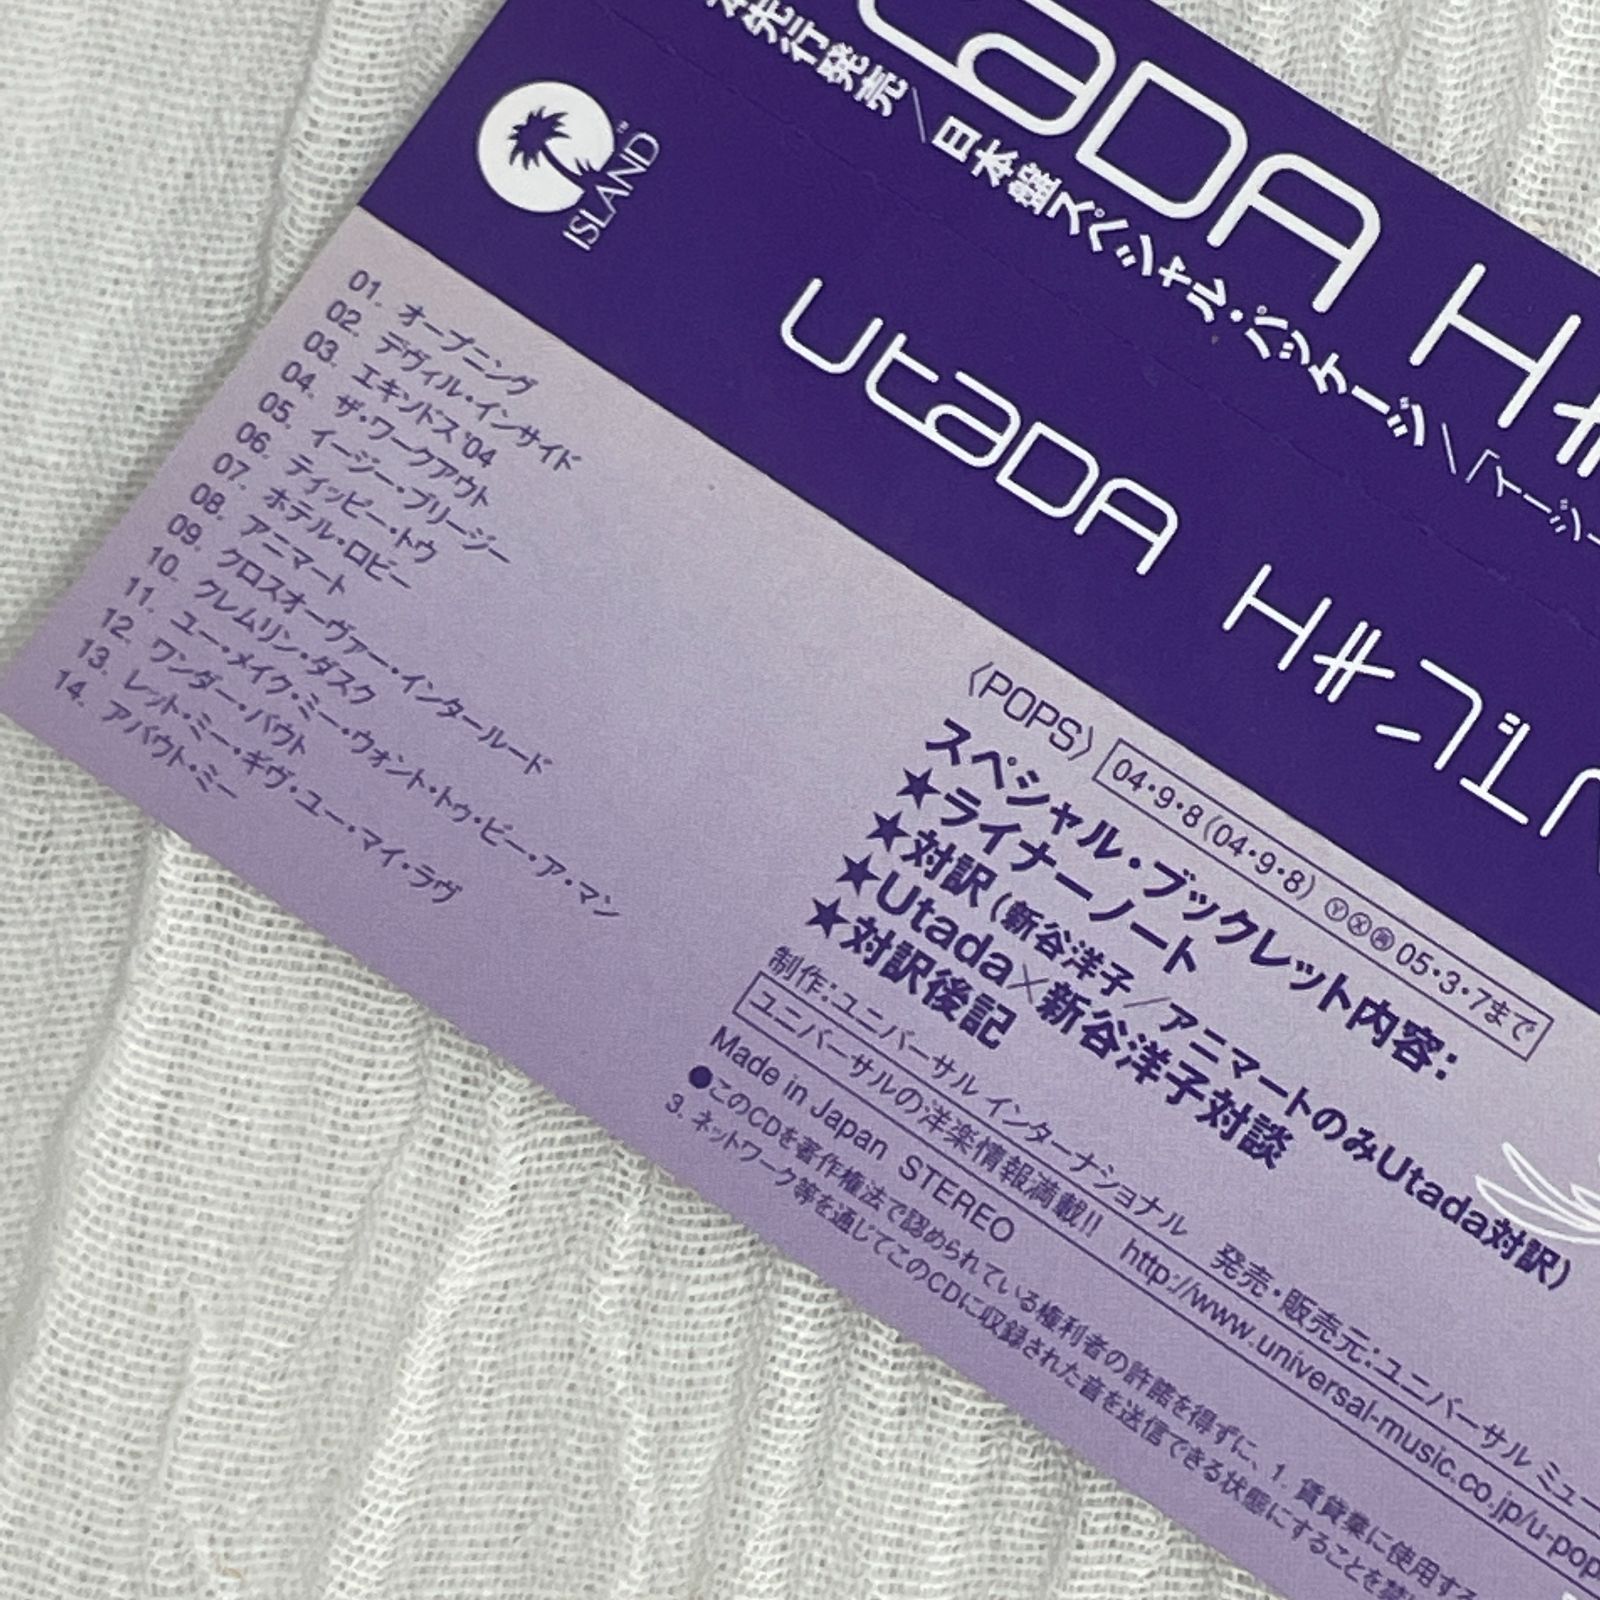 UtaDA
先行発売／日本盤スペシャル・パッケージ／「イージー
ISLAND™
UtaDA
01. オープニング
02. デヴィル・インサイド
03. エキソドス'04
04. ザ・ワークアウト
05. イージー・ブリージー
06. ティッピー・トウ
07. ホテル・ロビー
08. アニマート
09. クロスオーヴァー・インタールード
10. クレムリン・ダスク
11. ユー・メイク・ミー・ウォント・トゥ・ビー・ア・マン
12. ワンダー・バウト
13. レット・ミー・ギヴ・ユー・マイ・ラヴ
14. アバウト・ミー
〈POPS〉 04・9・8(04・9・8) Ⓨ Ⓧ ㊢ 05・3・7まで
スペシャル・ブックレット内容：
★ライナーノート
★対訳（新谷洋子／アニマートのみUtada対訳）
★Utada×新谷洋子対談
★対訳後記
制作：ユニバーサル インターナショナル 発売・販売元：ユニバーサル ミュー
ユニバーサルの洋楽情報満載!! http://www.universal-music.co.jp/u-pop
Made in Japan STEREO
●このCDを著作権法で認められている権利者の許諾を得ずに、1. 賃貸業に使用する
3. ネットワーク等を通じてこのCDに収録された音を送信できる状態にすることを禁